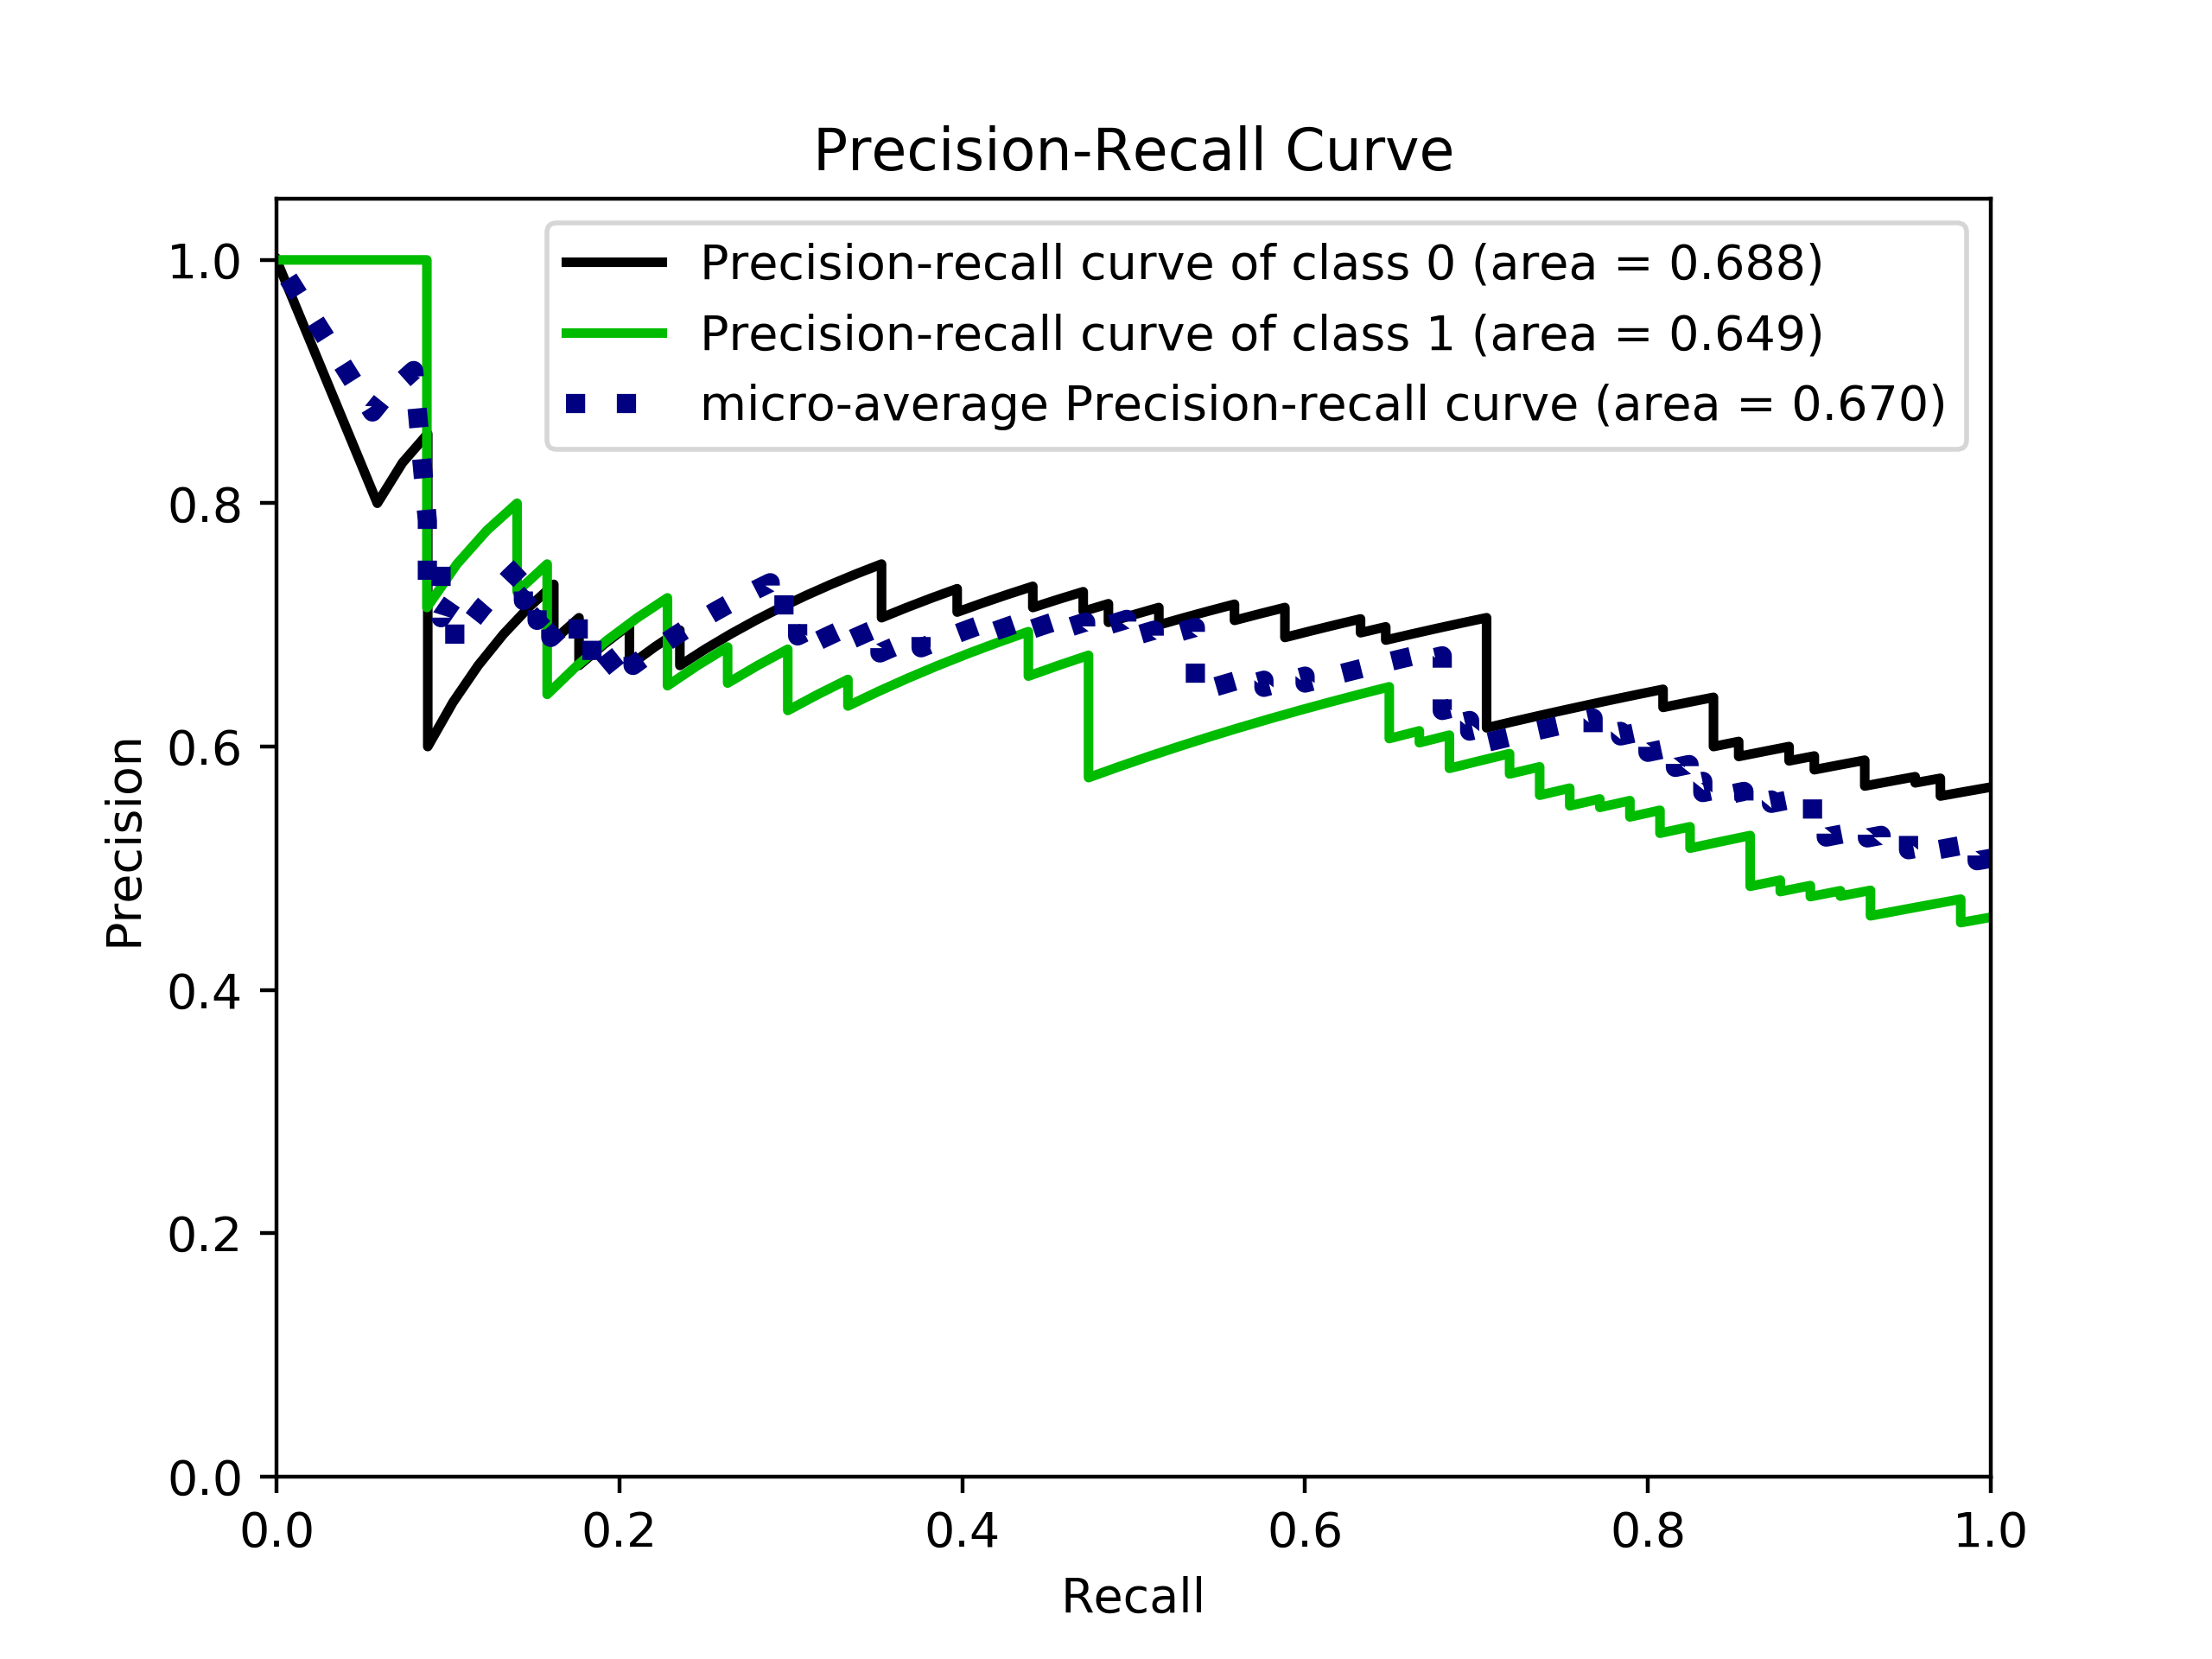 Precision-Recall Curve
Precision-recall curve of class 0 (area = 0.688)
Precision-recall curve of class 1 (area = 0.649)
micro-average Precision-recall curve (area = 0.670)
1.0
0.8
0.6
0.4
0.2
0.0
Precision
0.0 0.2 0.4 0.6 0.8 1.0
Recall